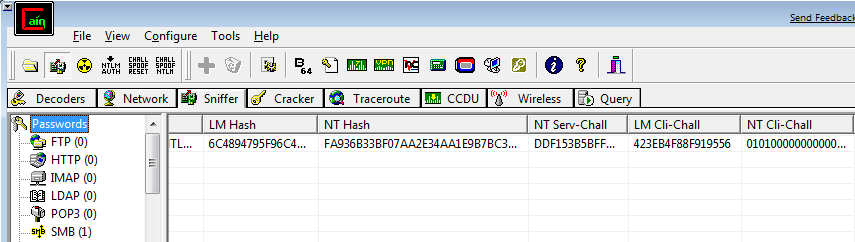 Cain
Send Feedback
File View Configure Tools Help
NTLM AUTH CHALL SPOOF RESET CHALL SPOOF NTLM B 64
Decoders Network Sniffer Cracker Traceroute CCDU Wireless Query
Passwords LM Hash NT Hash NT Serv-Chall LM Cli-Chall NT Cli-Chall
FTP (0) TL... 6C4894795F96C4... FA936B33BF07AA2E34AA1E9B7BC3... DDF153B5BFF... 423EB4F88F919556 010100000000000...
HTTP (0)
IMAP (0)
LDAP (0)
POP3 (0)
SMB (1)